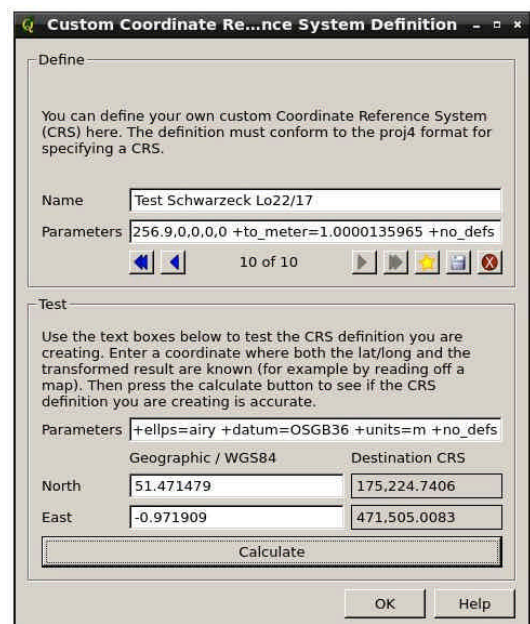 Custom Coordinate Re...nce System Definition
Define
You can define your own custom Coordinate Reference System
(CRS) here. The definition must conform to the proj4 format for
specifying a CRS.
Name Test Schwarzeck Lo22/17
Parameters 256.9,0,0,0,0 +to_meter=1.0000135965 +no_defs
10 of 10
Test
Use the text boxes below to test the CRS definition you are
creating. Enter a coordinate where both the lat/long and the
transformed result are known (for example by reading off a
map). Then press the calculate button to see if the CRS
definition you are creating is accurate.
Parameters +ellps=airy +datum=OSGB36 +units=m +no_defs
Geographic / WGS84 Destination CRS
North 51.471479 175,224.7406
East -0.971909 471,505.0083
Calculate
OK Help